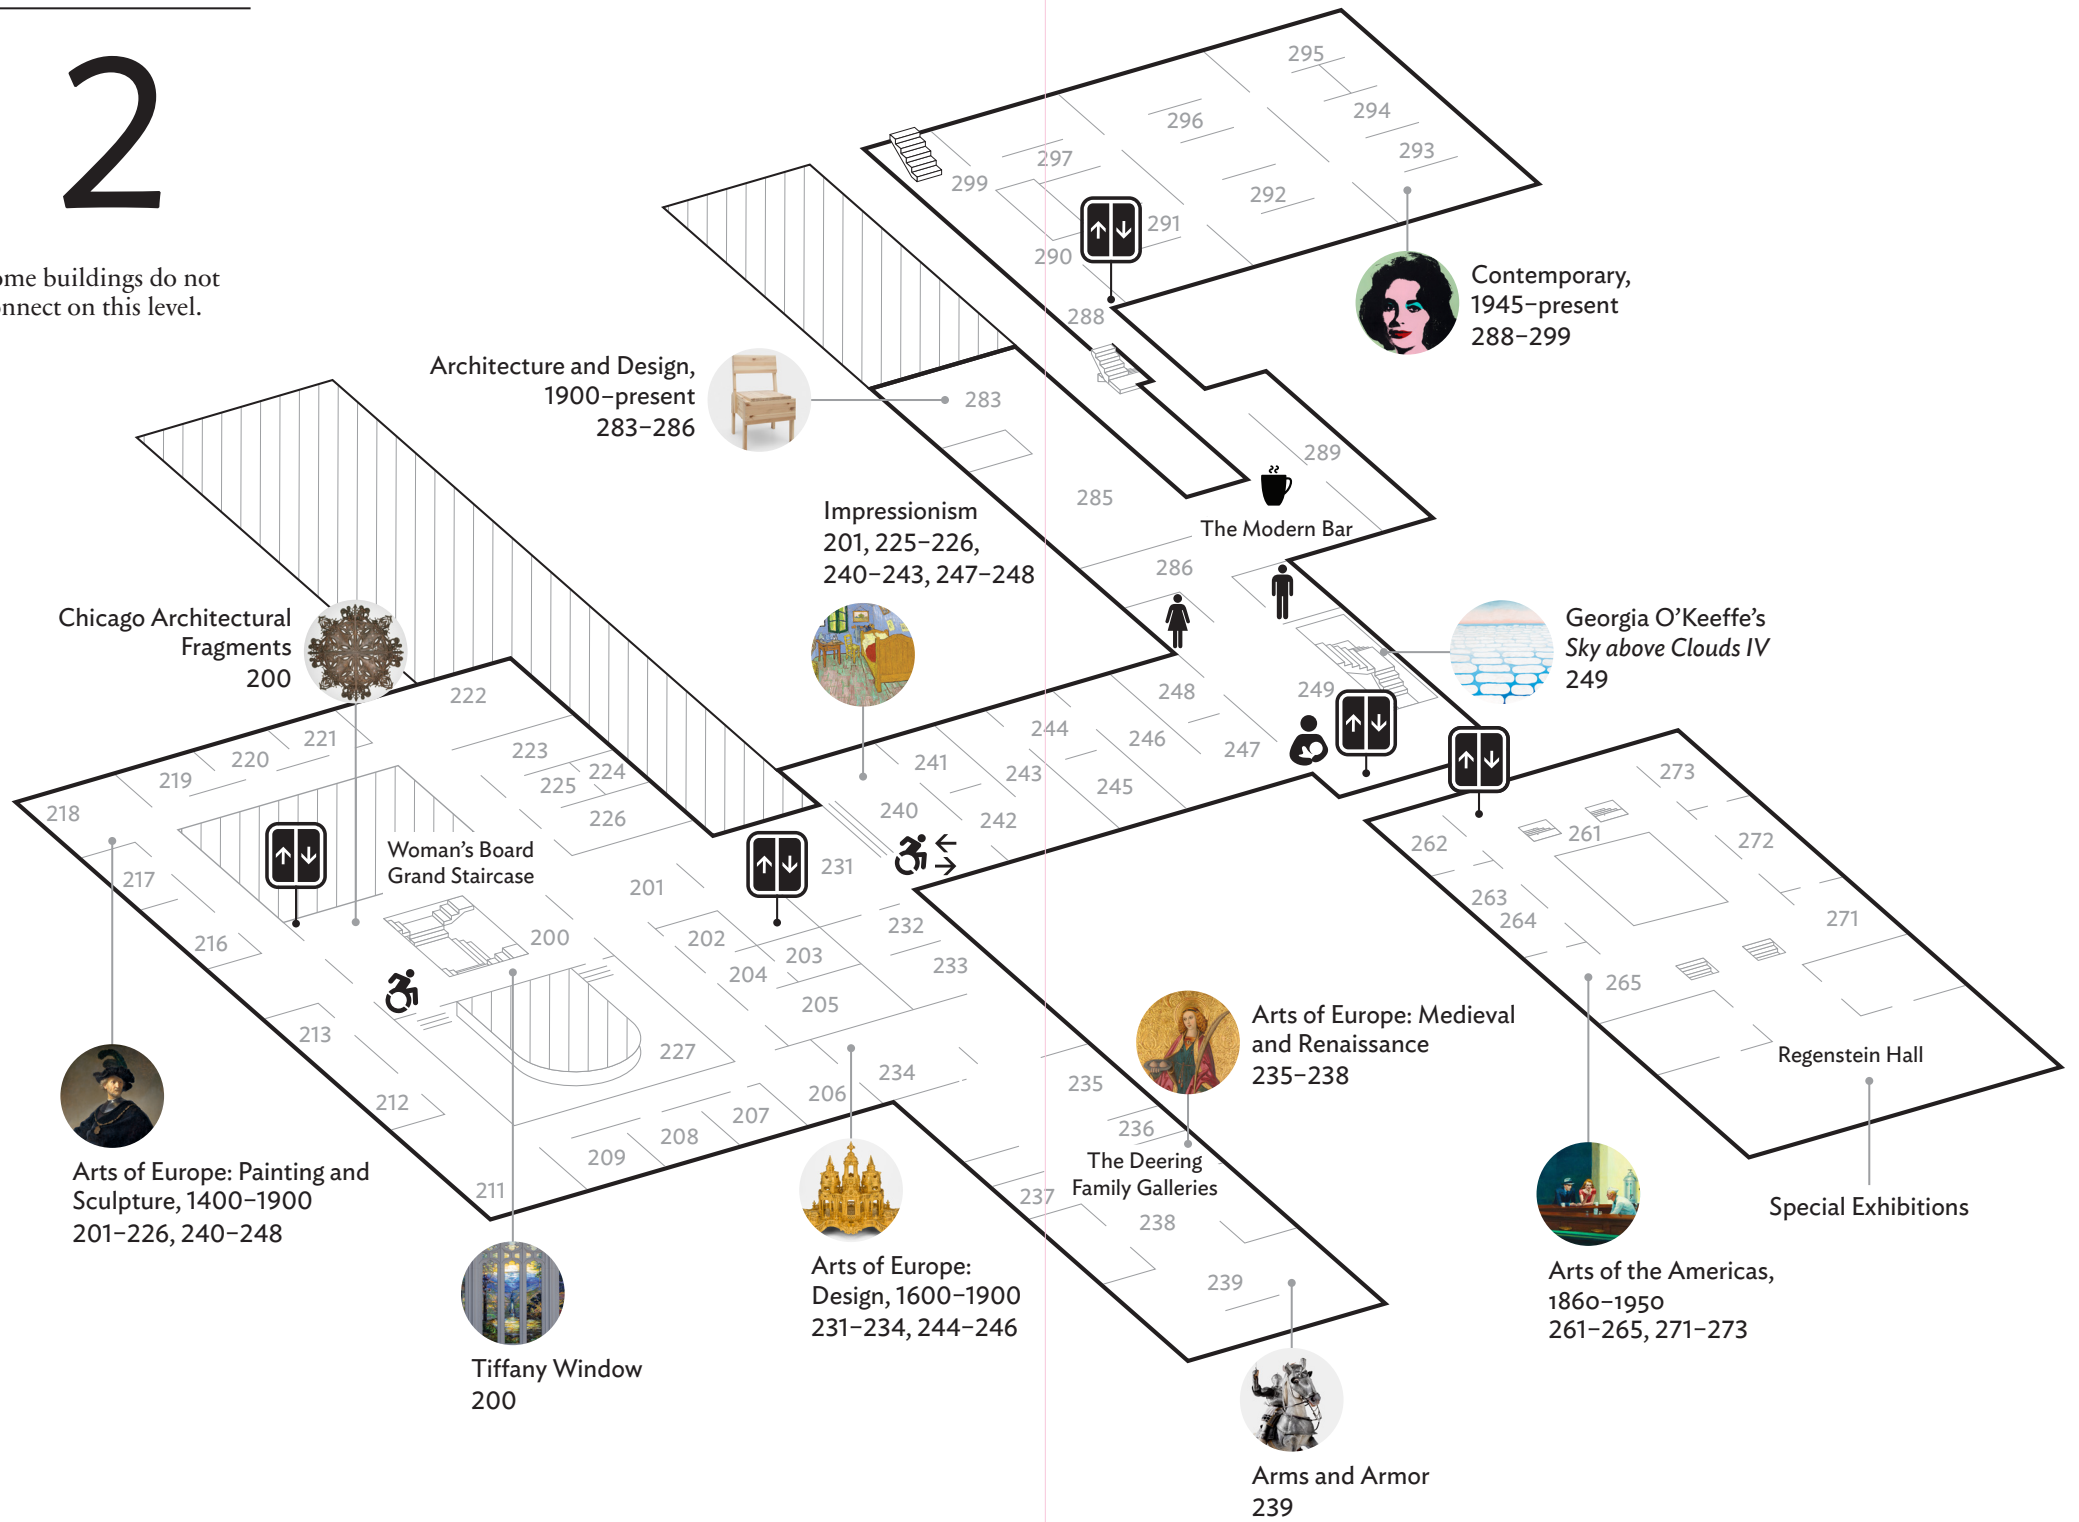 2
ome buildings do not
nnect on this level.
295
294
296
293
297
299
292
291
290
288
Contemporary,
1945–present
288–299
Architecture and Design,
1900–present
283–286
283
289
285
The Modern Bar
286
Impressionism
201, 225–226,
240–243, 247–248
Chicago Architectural
Fragments
200
Georgia O’Keeffe’s
Sky above Clouds IV
249
222
248
249
244
221
223
220
246
247
219
224
225
241
243
245
273
218
226
240
242
261
272
262
Woman’s Board
Grand Staircase
231
217
201
263
264
271
216
200
202
232
203
233
204
265
205
213
227
Regenstein Hall
Arts of Europe: Medieval
and Renaissance
235–238
234
235
206
212
207
236
208
The Deering
Family Galleries
209
211
237
238
239
Arts of Europe: Painting and
Sculpture, 1400–1900
201–226, 240–248
Special Exhibitions
Arts of Europe:
Design, 1600–1900
231–234, 244–246
Arts of the Americas,
1860–1950
261–265, 271–273
Tiffany Window
200
Arms and Armor
239